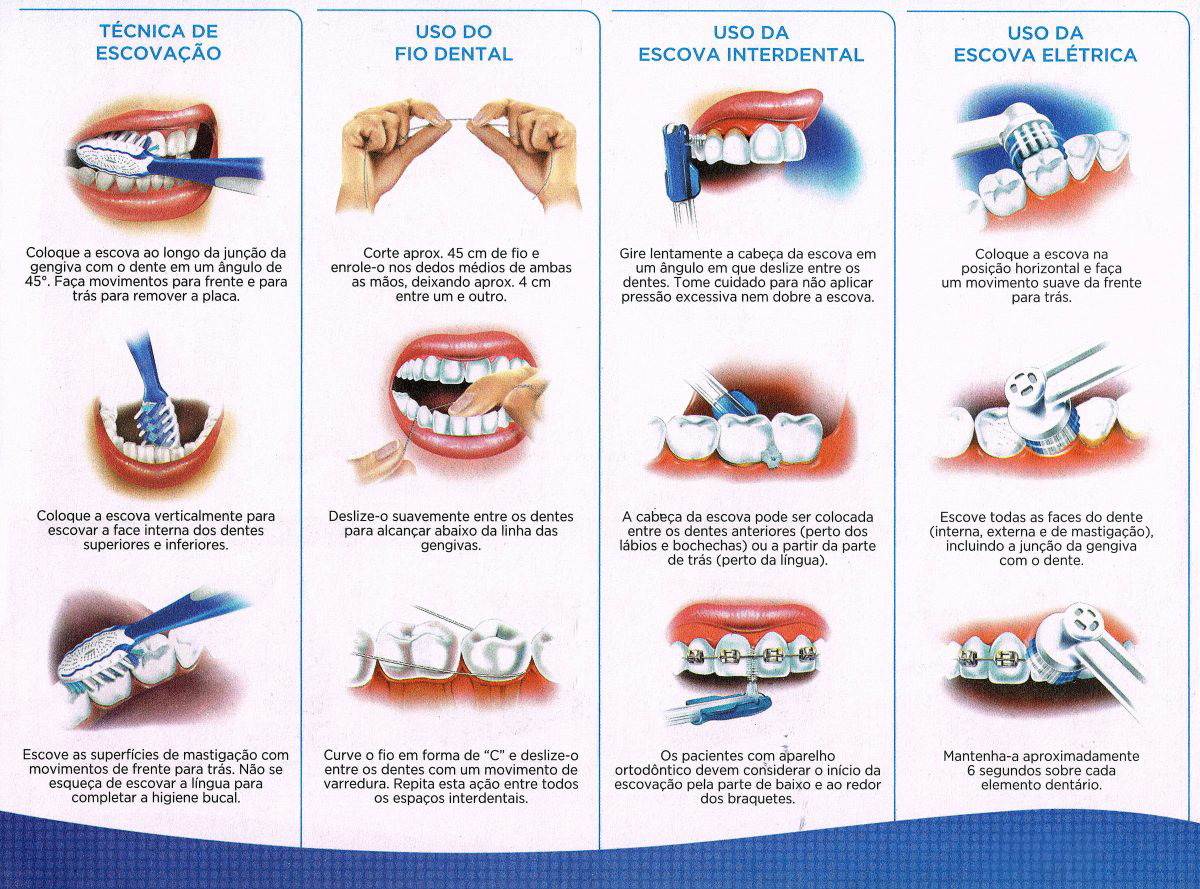 TÉCNICA DE
ESCOVAÇÃO
Coloque a escova ao longo da junção da
gengiva com o dente em um ângulo de
45°. Faça movimentos para frente e para
trás para remover a placa.
Coloque a escova verticalmente para
escovar a face interna dos dentes
superiores e inferiores.
Escove as superfícies de mastigação com
movimentos de frente para trás. Não se
esqueça de escovar a língua para
completar a higiene bucal.
USO DO
FIO DENTAL
Corte aprox. 45 cm de fio e
enrole-o nos dedos médios de ambas
as mãos, deixando aprox. 4 cm
entre um e outro.
Deslize-o suavemente entre os dentes
para alcançar abaixo da linha das
gengivas.
Curve o fio em forma de “C” e deslize-o
entre os dentes com um movimento de
varredura. Repita esta ação entre todos
os espaços interdentais.
USO DA
ESCOVA INTERDENTAL
Gire lentamente a cabeça da escova em
um ângulo em que deslize entre os
dentes. Tome cuidado para não aplicar
pressão excessiva nem dobre a escova.
A cabeça da escova pode ser colocada
entre os dentes anteriores (perto dos
lábios e bochechas) ou a partir da parte
de trás (perto da língua).
Os pacientes com aparelho
ortodôntico devem considerar o início da
escovação pela parte de baixo e ao redor
dos braquetes.
USO DA
ESCOVA ELÉTRICA
Coloque a escova na
posição horizontal e faça
um movimento suave da frente
para trás.
Escove todas as faces do dente
(interna, externa e de mastigação),
incluindo a junção da gengiva
com o dente.
Mantenha-a aproximadamente
6 segundos sobre cada
elemento dentário.